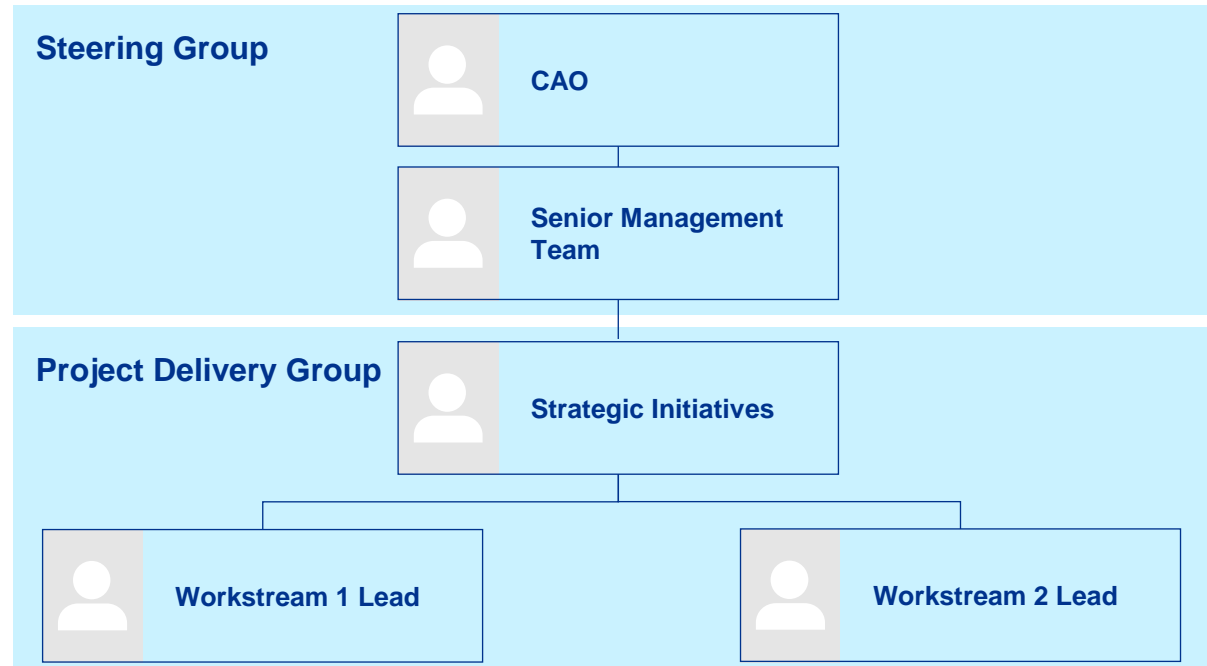 Steering Group
CAO
Senior Management
Team
Project Delivery Group
Strategic Initiatives
Workstream 1 Lead
Workstream 2 Lead